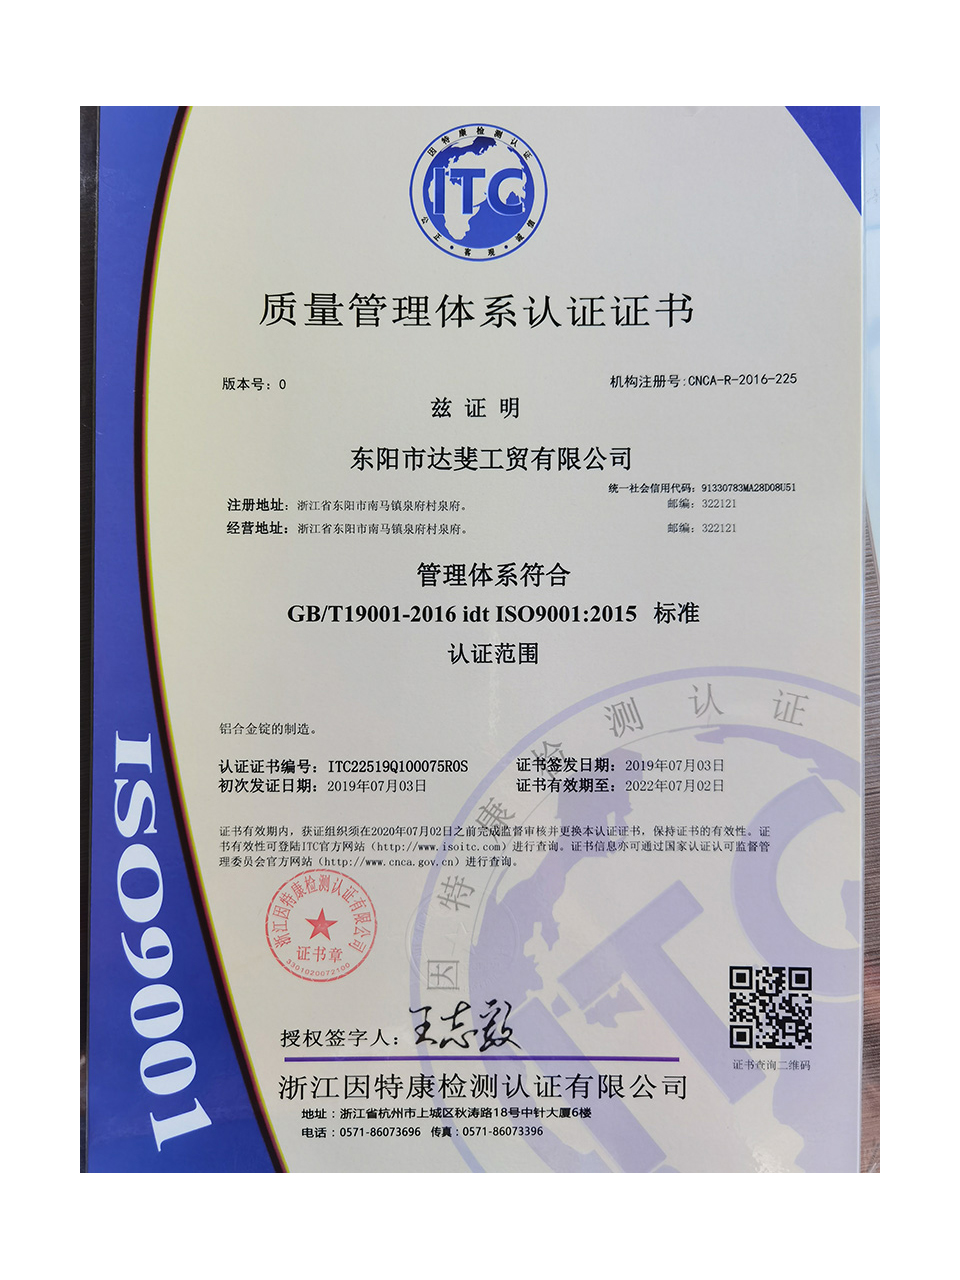 因特康检测认证
ITC
公正·客观·诚信
质量管理体系认证证书
版本号：0
机构注册号:CNCA-R-2016-225
兹证明
东阳市达斐工贸有限公司
统一社会信用代码：91330783MA28D08U51
注册地址：浙江省东阳市南马镇泉府村泉府。
邮编：322121
经营地址：浙江省东阳市南马镇泉府村泉府。
邮编：322121
管理体系符合
GB/T19001-2016 idt ISO9001:2015 标准
认证范围
铝合金锭的制造。
认证证书编号：ITC22519Q100075R0S
证书签发日期：2019年07月03日
初次发证日期：2019年07月03日
证书有效期至：2022年07月02日
证书有效期内，获证组织须在2020年07月02日之前完成监督审核并更换本认证证书，保持证书的有效性。证
书有效性可登陆ITC官方网站（http://www.isoitc.com）进行查询。证书信息亦可通过国家认证认可监督管
理委员会官方网站（http://www.cnca.gov.cn）进行查询。
浙江因特康检测认证有限公司
证书章
3301020072100
因特康检测认证
ITC
ISO9001
授权签字人：王志毅
证书查询二维码
浙江因特康检测认证有限公司
地址：浙江省杭州市上城区秋涛路18号中针大厦6楼
电话：0571-86073696 传真：0571-86073396